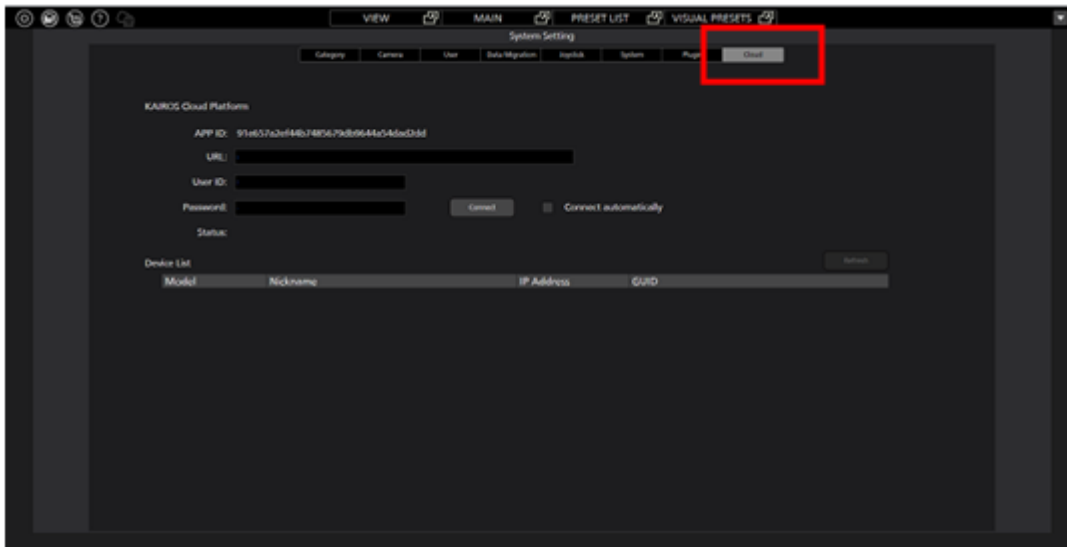 VIEW MAIN PRESET LIST VISUAL PRESETS
System Setting
Category Camera User Data Migration Joystick System Plugin Cloud
KAIROS Cloud Platform
APP ID:
URL:
User ID:
Password: Connect Connect automatically
Status:
Device List Refresh
Model Nickname IP Address GUID